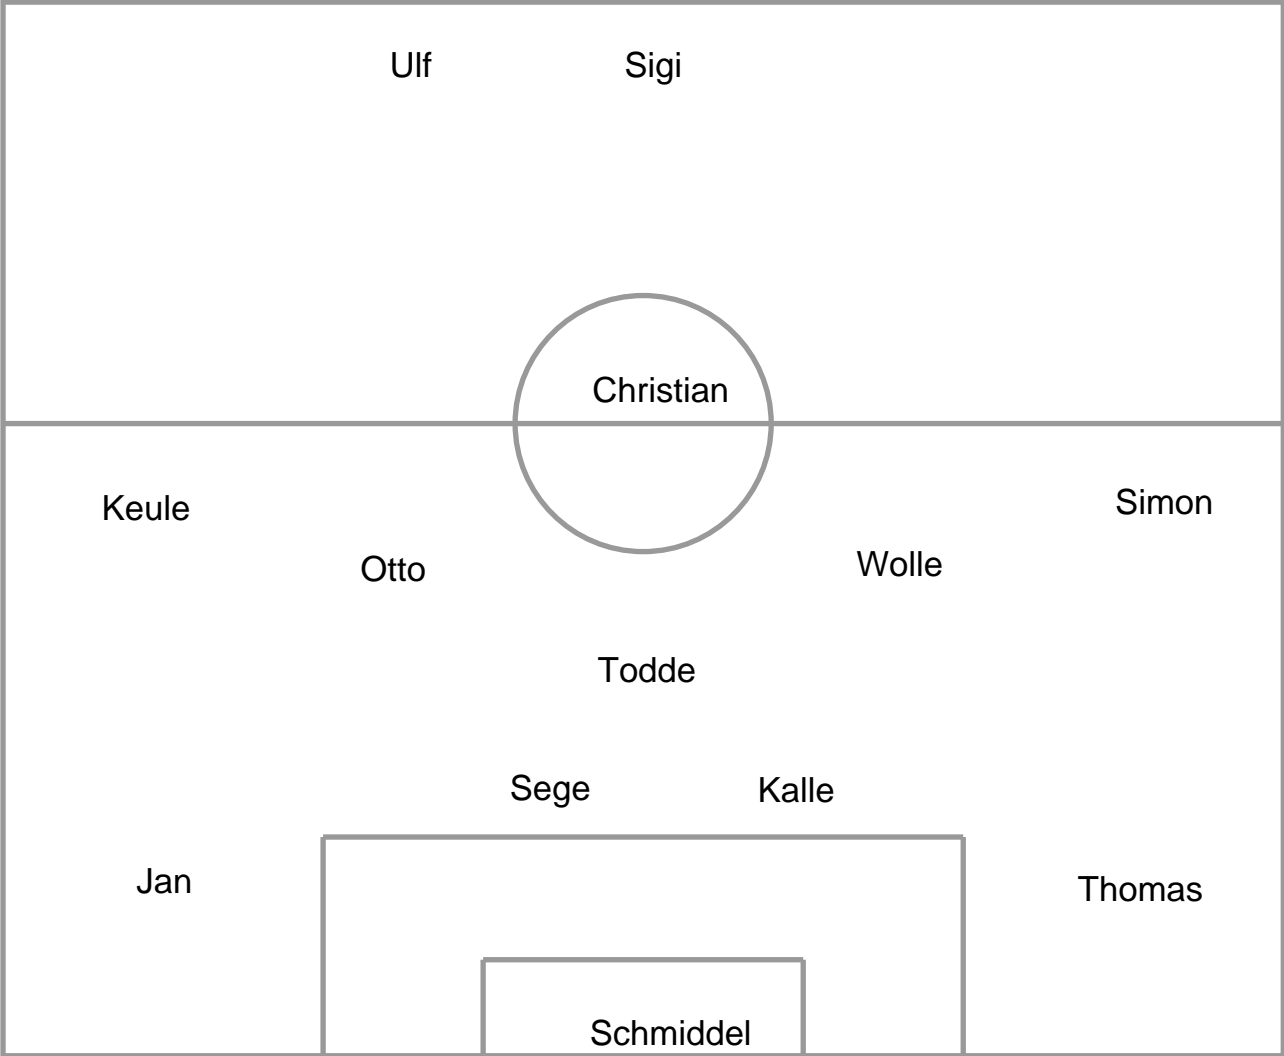 Ulf
Sigi
Christian
Keule
Simon
Otto
Wolle
Todde
Sege
Kalle
Jan
Thomas
Schmiddel